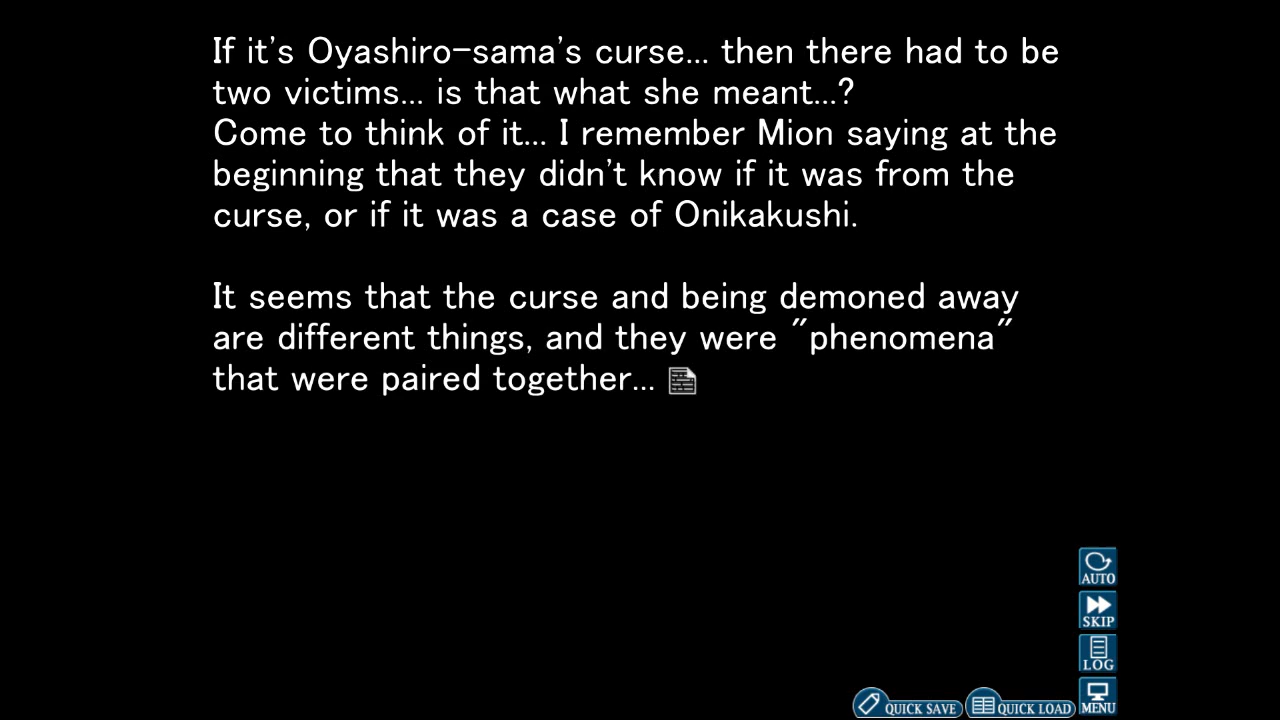 If it's Oyashiro-sama's curse... then there had to be
two victims... is that what she meant...?
Come to think of it... I remember Mion saying at the
beginning that they didn't know if it was from the
curse, or if it was a case of Onikakushi.
It seems that the curse and being demoned away
are different things, and they were "phenomena"
that were paired together...
AUTO
SKIP
LOG
MENU
QUICK SAVE
QUICK LOAD